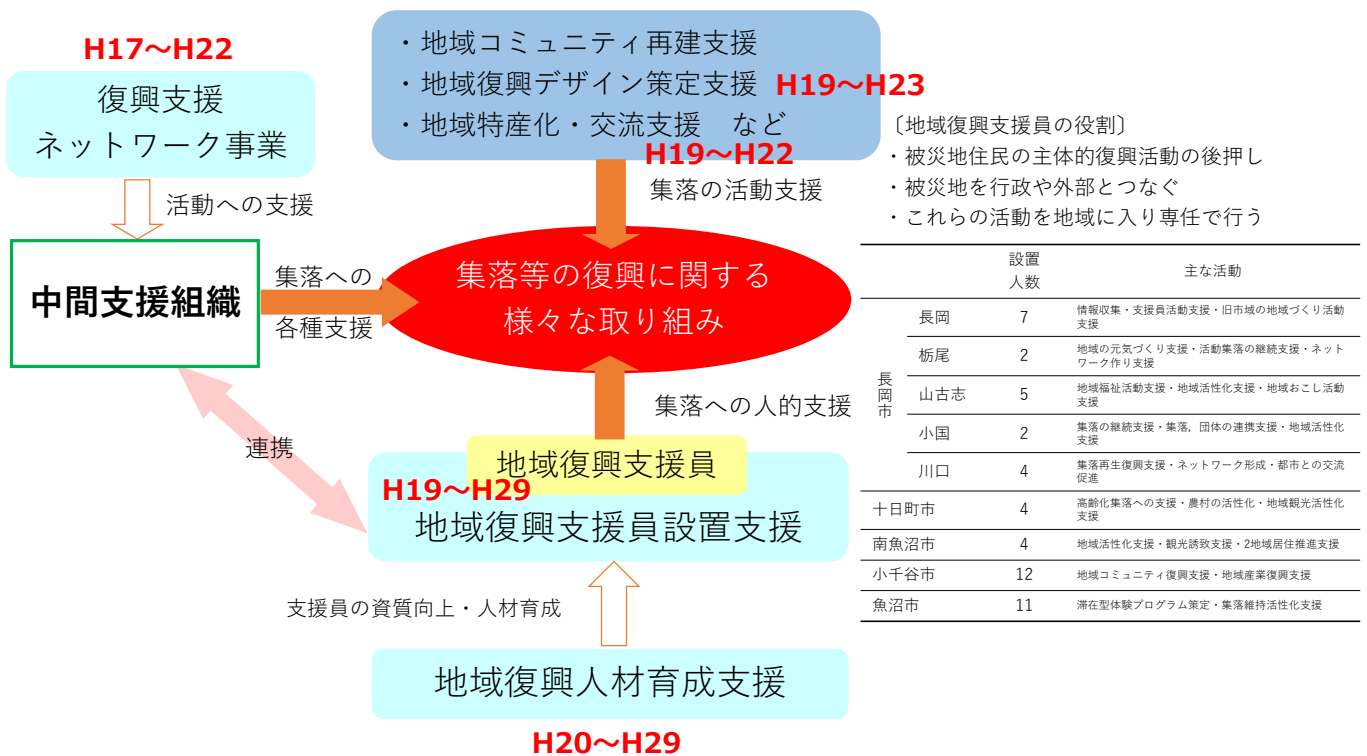 H17～H22
復興支援
ネットワーク事業
活動への支援
中間支援組織
集落への
各種支援
・地域コミュニティ再建支援
・地域復興デザイン策定支援
H19～H23
・地域特産化・交流支援　など
H19～H22
集落の活動支援
集落等の復興に関する
様々な取り組み
集落への人的支援
連携
地域復興支援員
H19～H29
地域復興支援員設置支援
支援員の資質向上・人材育成
地域復興人材育成支援
H20～H29
〔地域復興支援員の役割〕
・被災地住民の主体的復興活動の後押し
・被災地を行政や外部とつなぐ
・これらの活動を地域に入り専任で行う
設置
人数
主な活動
長岡市
長岡 7 情報収集・支援員活動支援・旧市域の地域づくり活動
支援
栃尾 2 地域の元気づくり支援・活動集落の継続支援・ネット
ワーク作り支援
山古志 5 地域福祉活動支援・地域活性化支援・地域おこし活動
支援
小国 2 集落の継続支援・集落，団体の連携支援・地域活性化
支援
川口 4 集落再生復興支援・ネットワーク形成・都市との交流
促進
十日町市 4 高齢化集落への支援・農村の活性化・地域観光活性化
支援
南魚沼市 4 地域活性化支援・観光誘致支援・2地域居住推進支援
小千谷市 12 地域コミュニティ復興支援・地域産業復興支援
魚沼市 11 滞在型体験プログラム策定・集落維持活性化支援